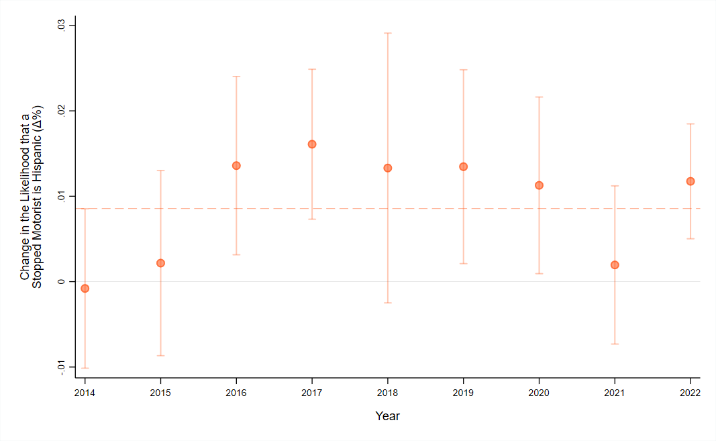 Change in the Likelihood that a
Stopped Motorist is Hispanic (Δ%)
.03
.02
.01
0
-.01
2014 2015 2016 2017 2018 2019 2020 2021 2022
Year